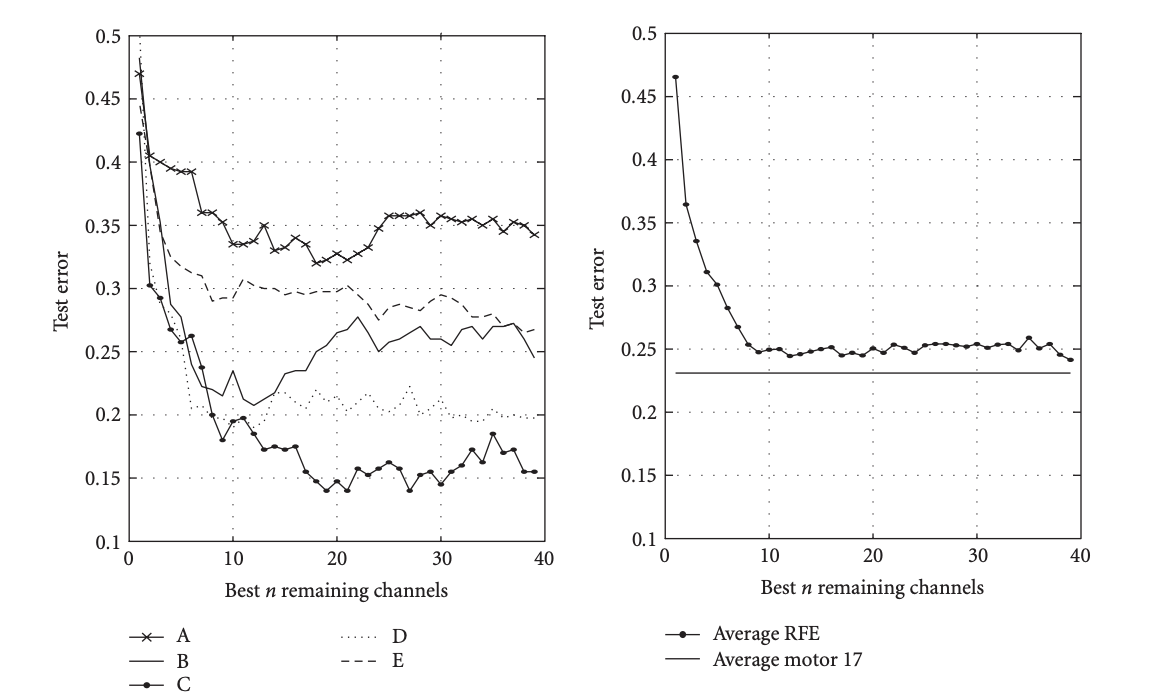 0.5
0.45
0.4
0.35
0.3
0.25
0.2
0.15
0.1
Test error
0 10 20 30 40
Best n remaining channels
A
B
C
D
E
0.5
0.45
0.4
0.35
0.3
0.25
0.2
0.15
0.1
Test error
0 10 20 30 40
Best n remaining channels
Average RFE
Average motor 17